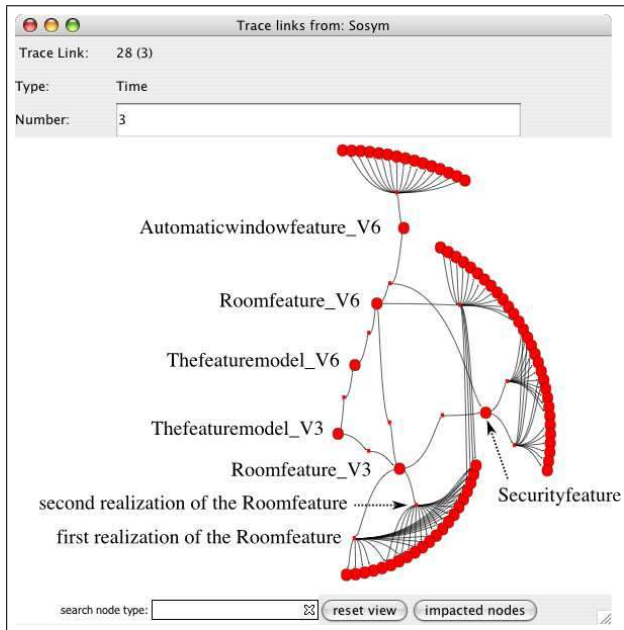 Trace links from: Sosym
Trace Link: 28 (3)
Type: Time
Number: 3
Automaticwindowfeature_V6
Roomfeature_V6
Thefeaturemodel_V6
Thefeaturemodel_V3
Roomfeature_V3
second realization of the Roomfeature
Securityfeature
first realization of the Roomfeature
search node type: reset view impacted nodes